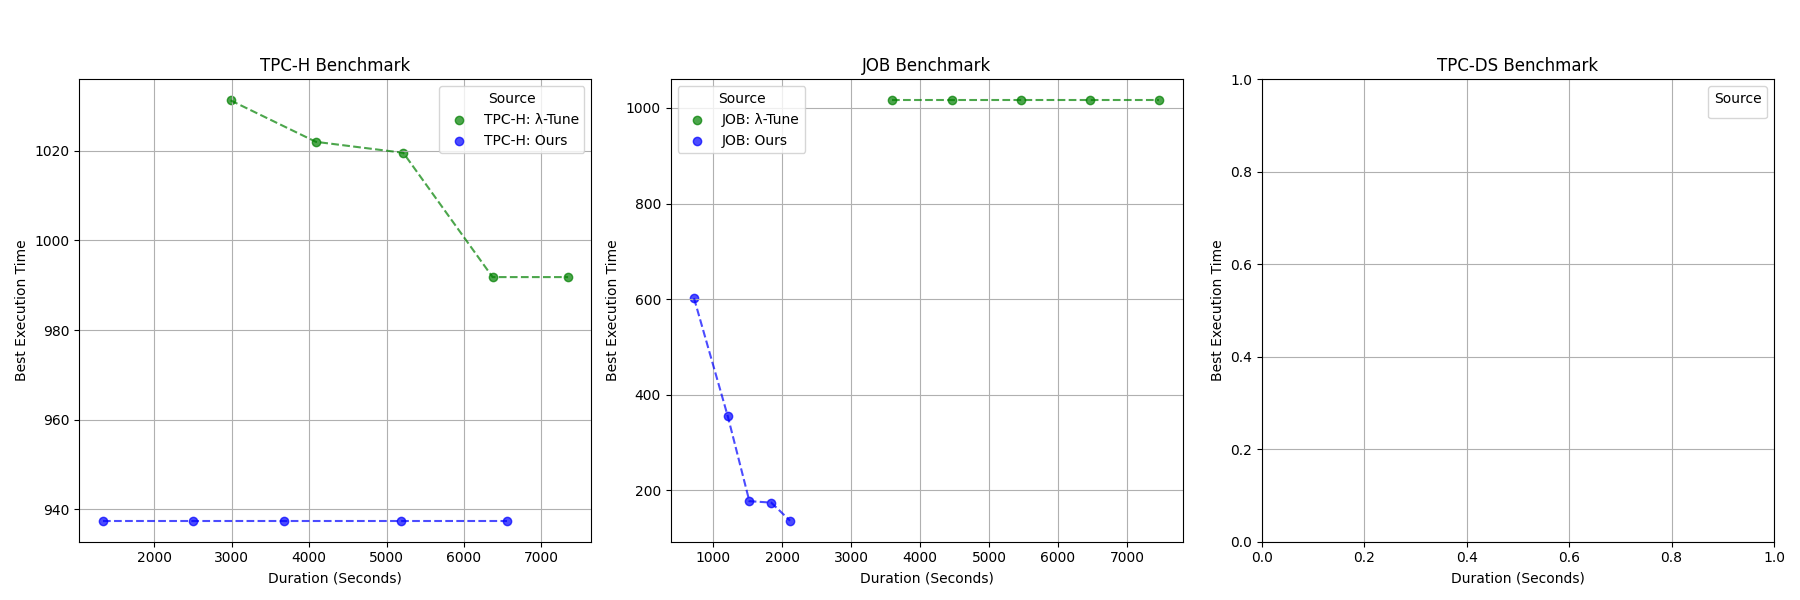 TPC-H Benchmark
Best Execution Time
1020
1000
980
960
940
2000 3000 4000 5000 6000 7000
Duration (Seconds)
Source
TPC-H: λ-Tune
TPC-H: Ours
JOB Benchmark
Best Execution Time
1000
800
600
400
200
1000 2000 3000 4000 5000 6000 7000
Duration (Seconds)
Source
JOB: λ-Tune
JOB: Ours
TPC-DS Benchmark
Best Execution Time
1.0
0.8
0.6
0.4
0.2
0.0
0.0 0.2 0.4 0.6 0.8 1.0
Duration (Seconds)
Source